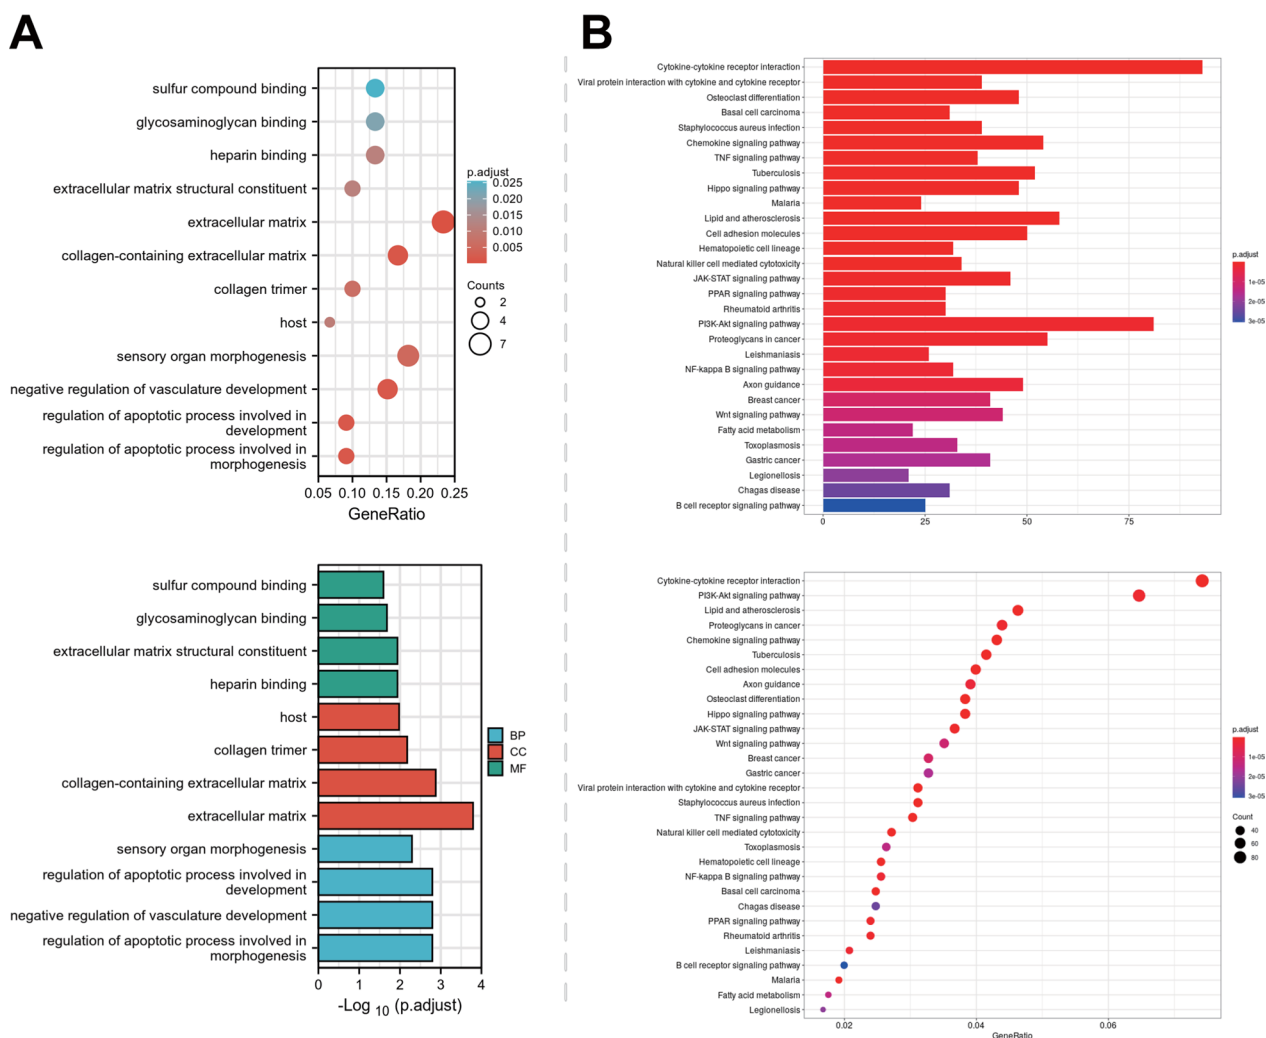 A
B
sulfur compound binding
glycosaminoglycan binding
heparin binding
extracellular matrix structural constituent
extracellular matrix
collagen-containing extracellular matrix
collagen trimer
host
sensory organ morphogenesis
negative regulation of vasculature development
regulation of apoptotic process involved in
development
regulation of apoptotic process involved in
morphogenesis
0.05 0.10 0.15 0.20 0.25
GeneRatio
p.adjust
0.025
0.020
0.015
0.010
0.005
Counts
2
4
7
sulfur compound binding
glycosaminoglycan binding
extracellular matrix structural constituent
heparin binding
host
collagen trimer
collagen-containing extracellular matrix
extracellular matrix
sensory organ morphogenesis
regulation of apoptotic process involved in
development
negative regulation of vasculature development
regulation of apoptotic process involved in
morphogenesis
0 1 2 3 4
-Log 10 (p.adjust)
BP
CC
MF
Cytokine-cytokine receptor interaction
Viral protein interaction with cytokine and cytokine receptor
Osteoclast differentiation
Basal cell carcinoma
Staphylococcus aureus infection
Chemokine signaling pathway
TNF signaling pathway
Tuberculosis
Hippo signaling pathway
Malaria
Lipid and atherosclerosis
Cell adhesion molecules
Hematopoietic cell lineage
Natural killer cell mediated cytotoxicity
JAK-STAT signaling pathway
PPAR signaling pathway
Rheumatoid arthritis
PI3K-Akt signaling pathway
Proteoglycans in cancer
Leishmaniasis
NF-kappa B signaling pathway
Axon guidance
Breast cancer
Wnt signaling pathway
Fatty acid metabolism
Toxoplasmosis
Gastric cancer
Legionellosis
Chagas disease
B cell receptor signaling pathway
0 25 50 75
p.adjust
1e-05
2e-05
3e-05
Cytokine-cytokine receptor interaction
PI3K-Akt signaling pathway
Lipid and atherosclerosis
Proteoglycans in cancer
Chemokine signaling pathway
Tuberculosis
Cell adhesion molecules
Axon guidance
Osteoclast differentiation
Hippo signaling pathway
JAK-STAT signaling pathway
Wnt signaling pathway
Breast cancer
Gastric cancer
Viral protein interaction with cytokine and cytokine receptor
Staphylococcus aureus infection
TNF signaling pathway
Natural killer cell mediated cytotoxicity
Toxoplasmosis
Hematopoietic cell lineage
NF-kappa B signaling pathway
Basal cell carcinoma
Chagas disease
PPAR signaling pathway
Rheumatoid arthritis
Leishmaniasis
B cell receptor signaling pathway
Malaria
Fatty acid metabolism
Legionellosis
0.02 0.04 0.06
GeneRatio
p.adjust
1e-05
2e-05
3e-05
Count
40
60
80